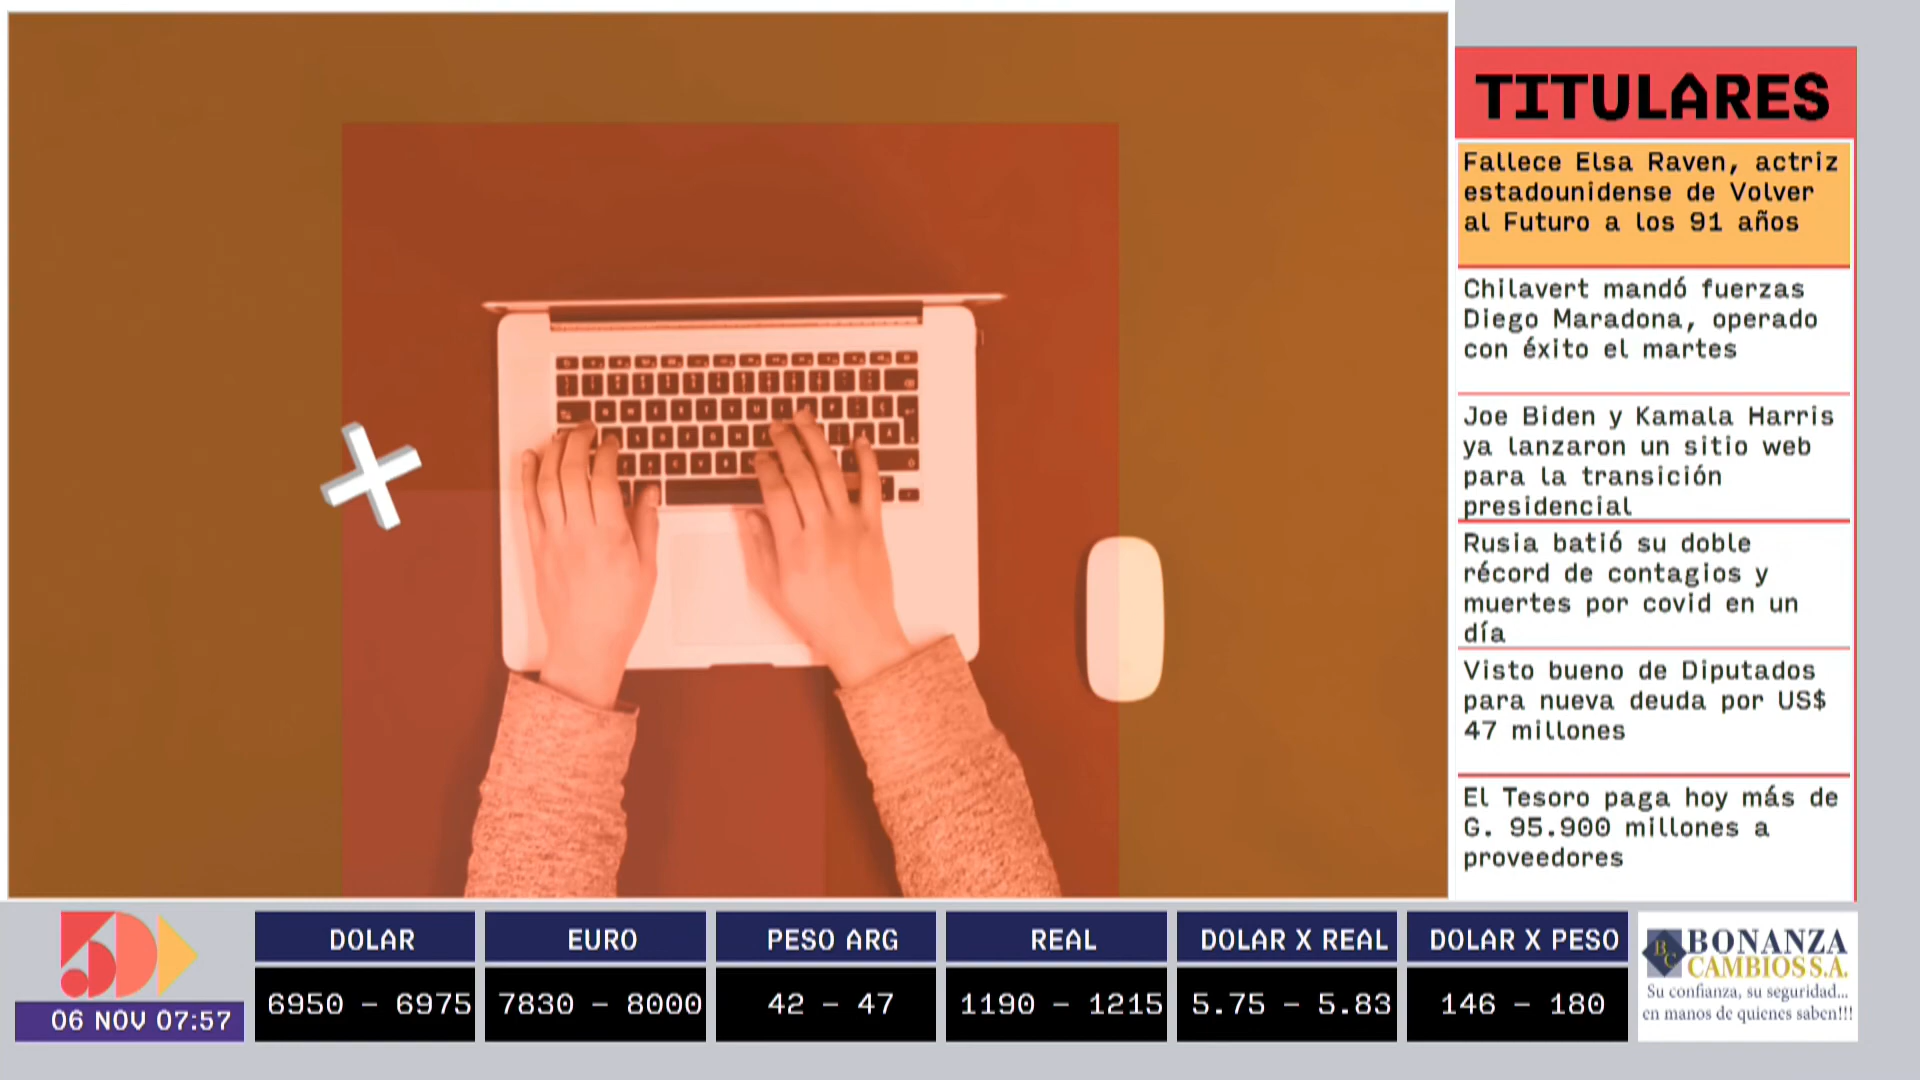 TITULARES
Fallece Elsa Raven, actriz
estadounidense de Volver
al Futuro a los 91 años
Chilavert mandó fuerzas
Diego Maradona, operado
con éxito el martes
Joe Biden y Kamala Harris
ya lanzaron un sitio web
para la transición
presidencial
Rusia batió su doble
récord de contagios y
muertes por covid en un
día
Visto bueno de Diputados
para nueva deuda por US$
47 millones
El Tesoro paga hoy más de
G. 95.900 millones a
proveedores
06 NOV 07:57
DOLAR
6950 - 6975
EURO
7830 - 8000
PESO ARG
42 - 47
REAL
1190 - 1215
DOLAR X REAL
5.75 - 5.83
DOLAR X PESO
146 - 180
BC
BONANZA
CAMBIOS S.A.
Su confianza, su seguridad...
en manos de quienes saben!!!